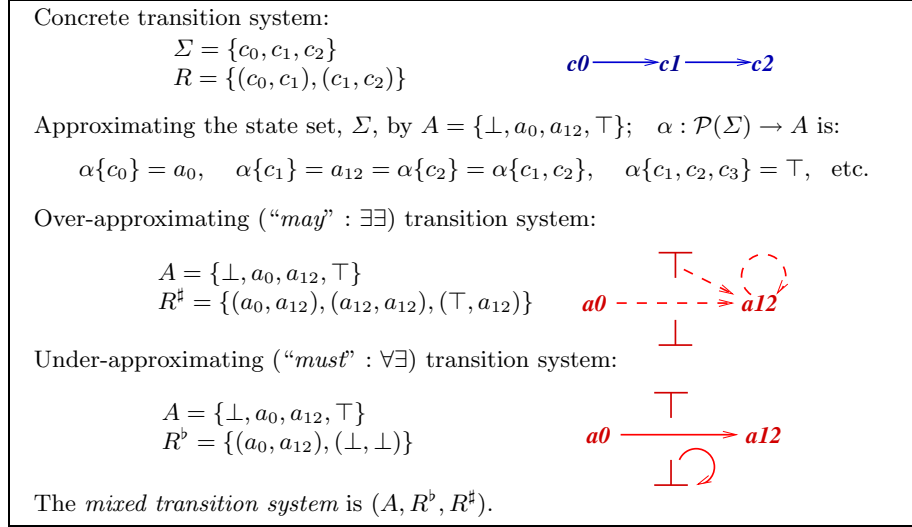 Concrete transition system:
Σ = {c₀, c₁, c₂}
R = {(c₀, c₁), (c₁, c₂)}
c0 c1 c2
Approximating the state set, Σ, by A = {⊥, a₀, a₁₂, ⊤}; α : 𝒫(Σ) → A is:
α{c₀} = a₀, α{c₁} = a₁₂ = α{c₂} = α{c₁, c₂}, α{c₁, c₂, c₃} = ⊤, etc.
Over-approximating (“may” : ∃∃) transition system:
A = {⊥, a₀, a₁₂, ⊤}
R♯ = {(a₀, a₁₂), (a₁₂, a₁₂), (⊤, a₁₂)}
⊤
a0 a12
⊥
Under-approximating (“must” : ∀∃) transition system:
A = {⊥, a₀, a₁₂, ⊤}
R♭ = {(a₀, a₁₂), (⊥, ⊥)}
⊤
a0 a12
⊥
The mixed transition system is (A, R♭, R♯).